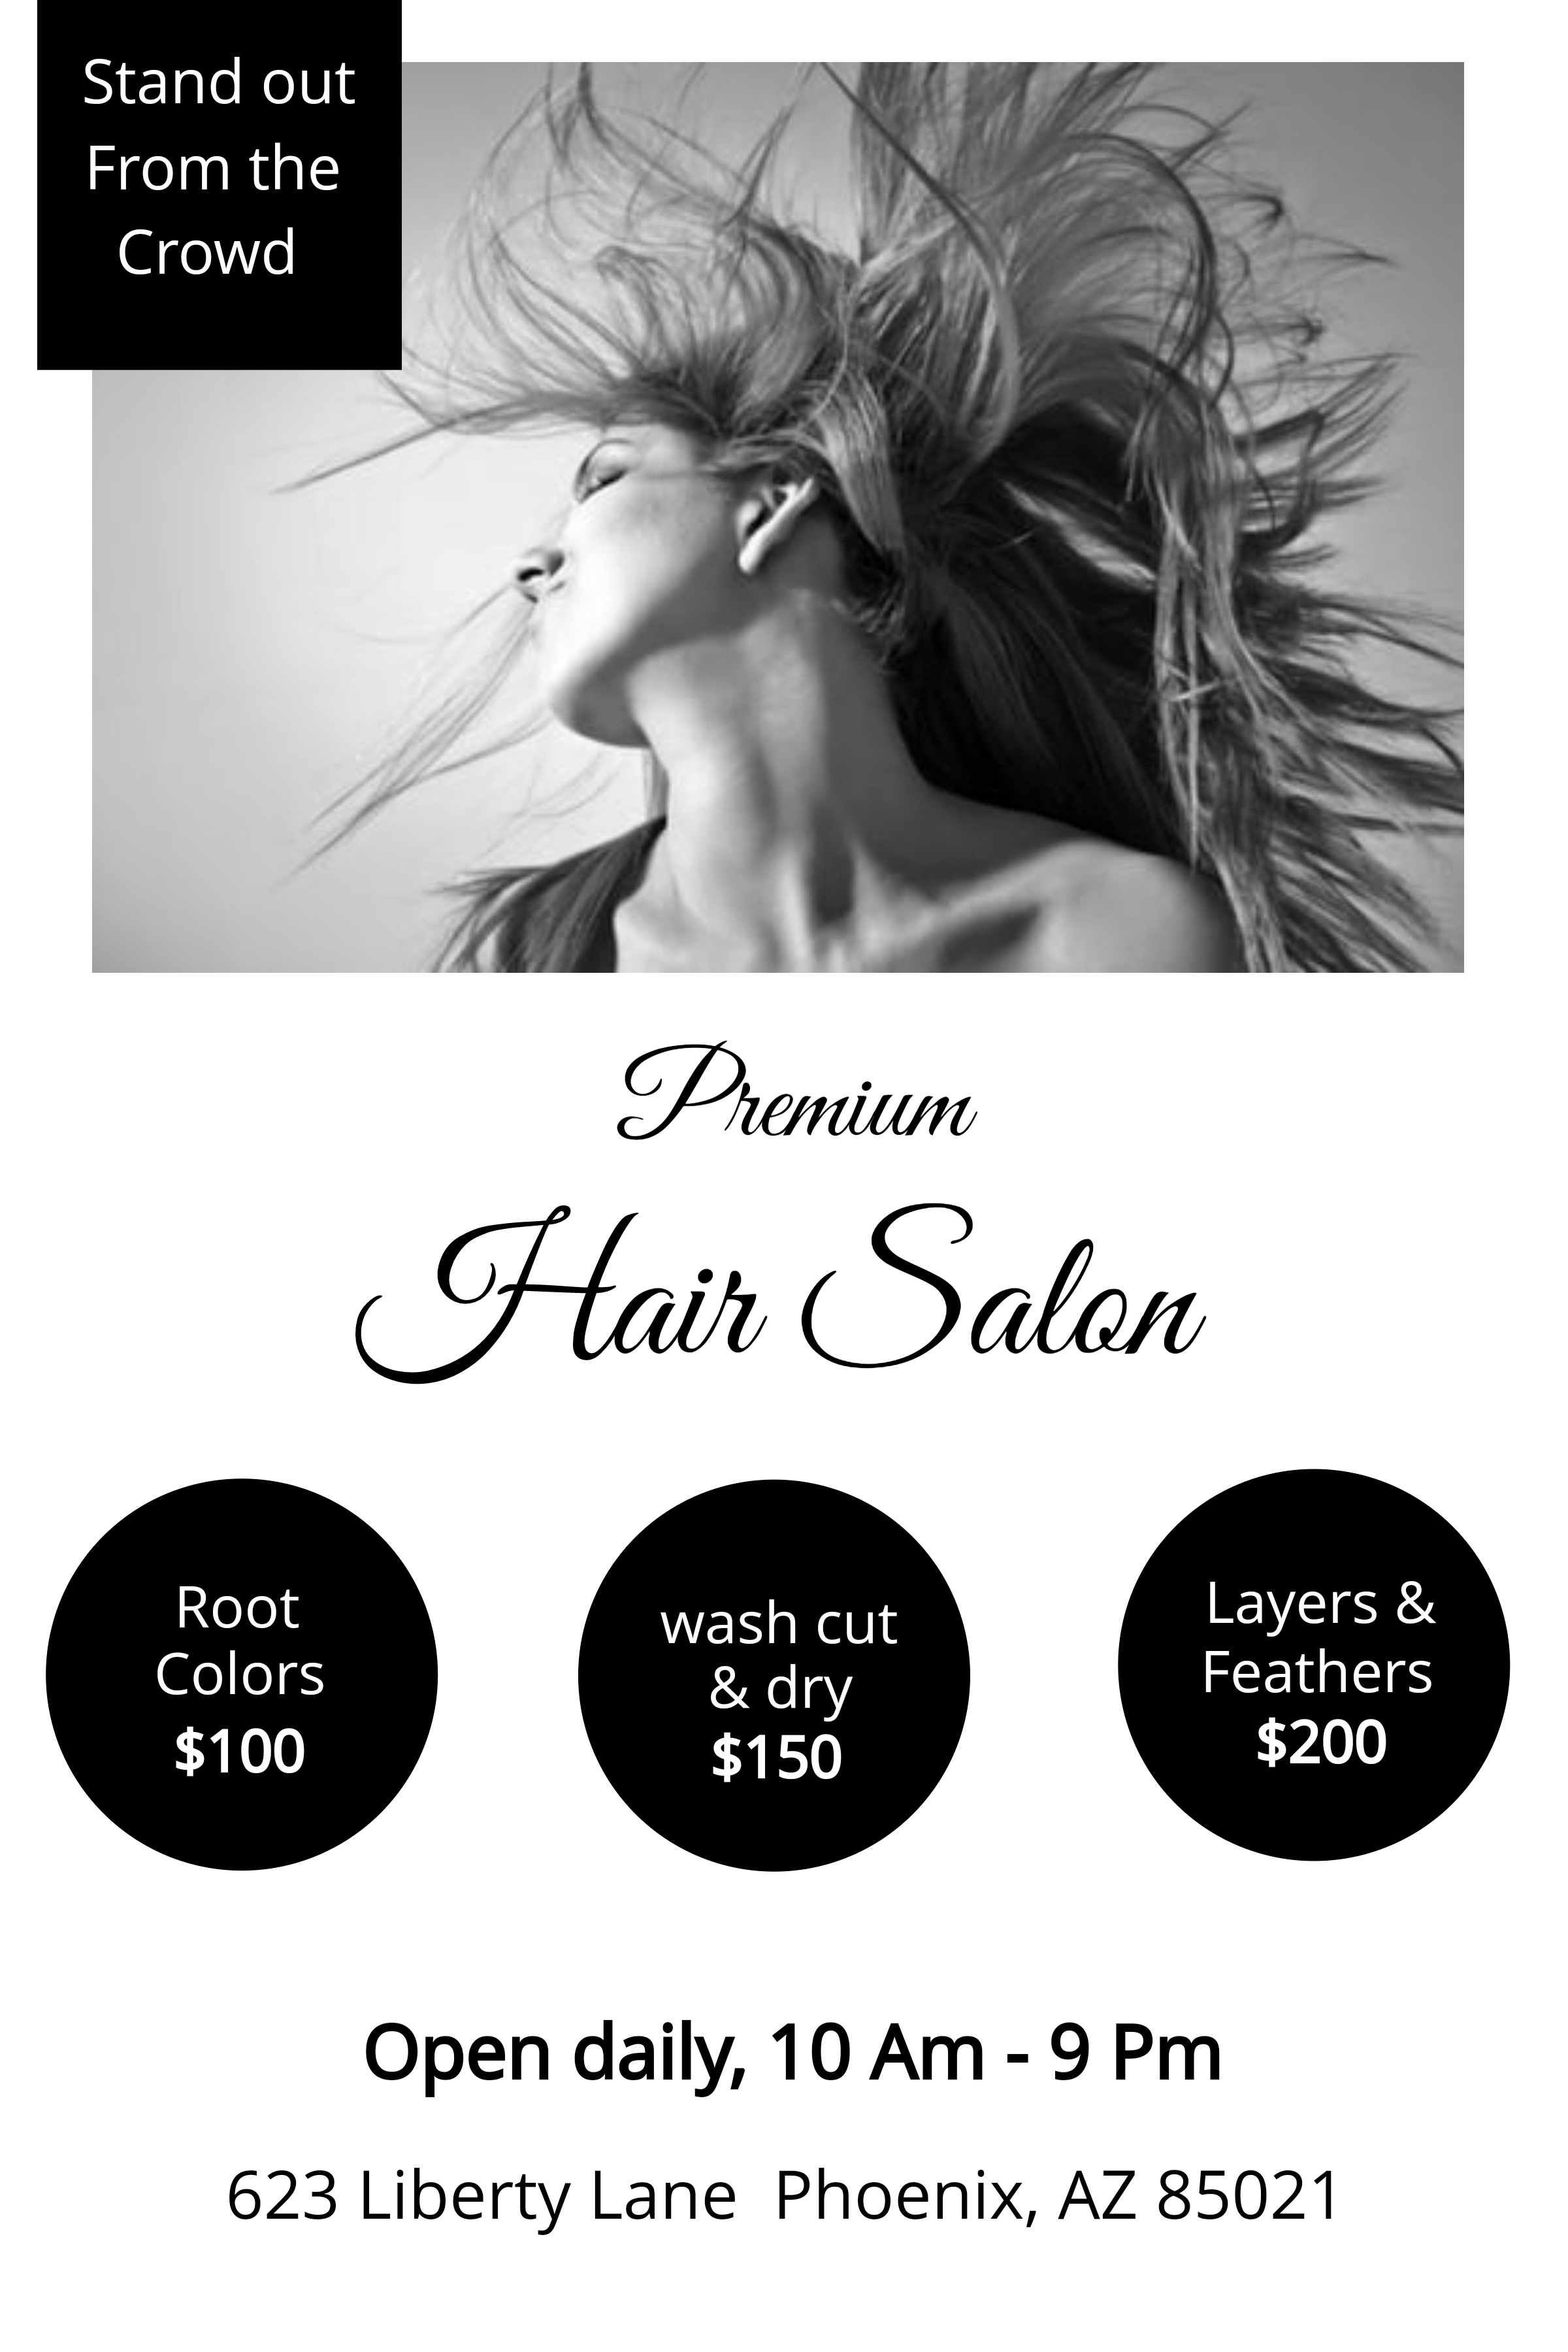 Stand out
From the
Crowd
Premium
Hair Salon
Root
Colors
$100
wash cut
& dry
$150
Layers &
Feathers
$200
Open daily, 10 Am - 9 Pm
623 Liberty Lane  Phoenix, AZ 85021